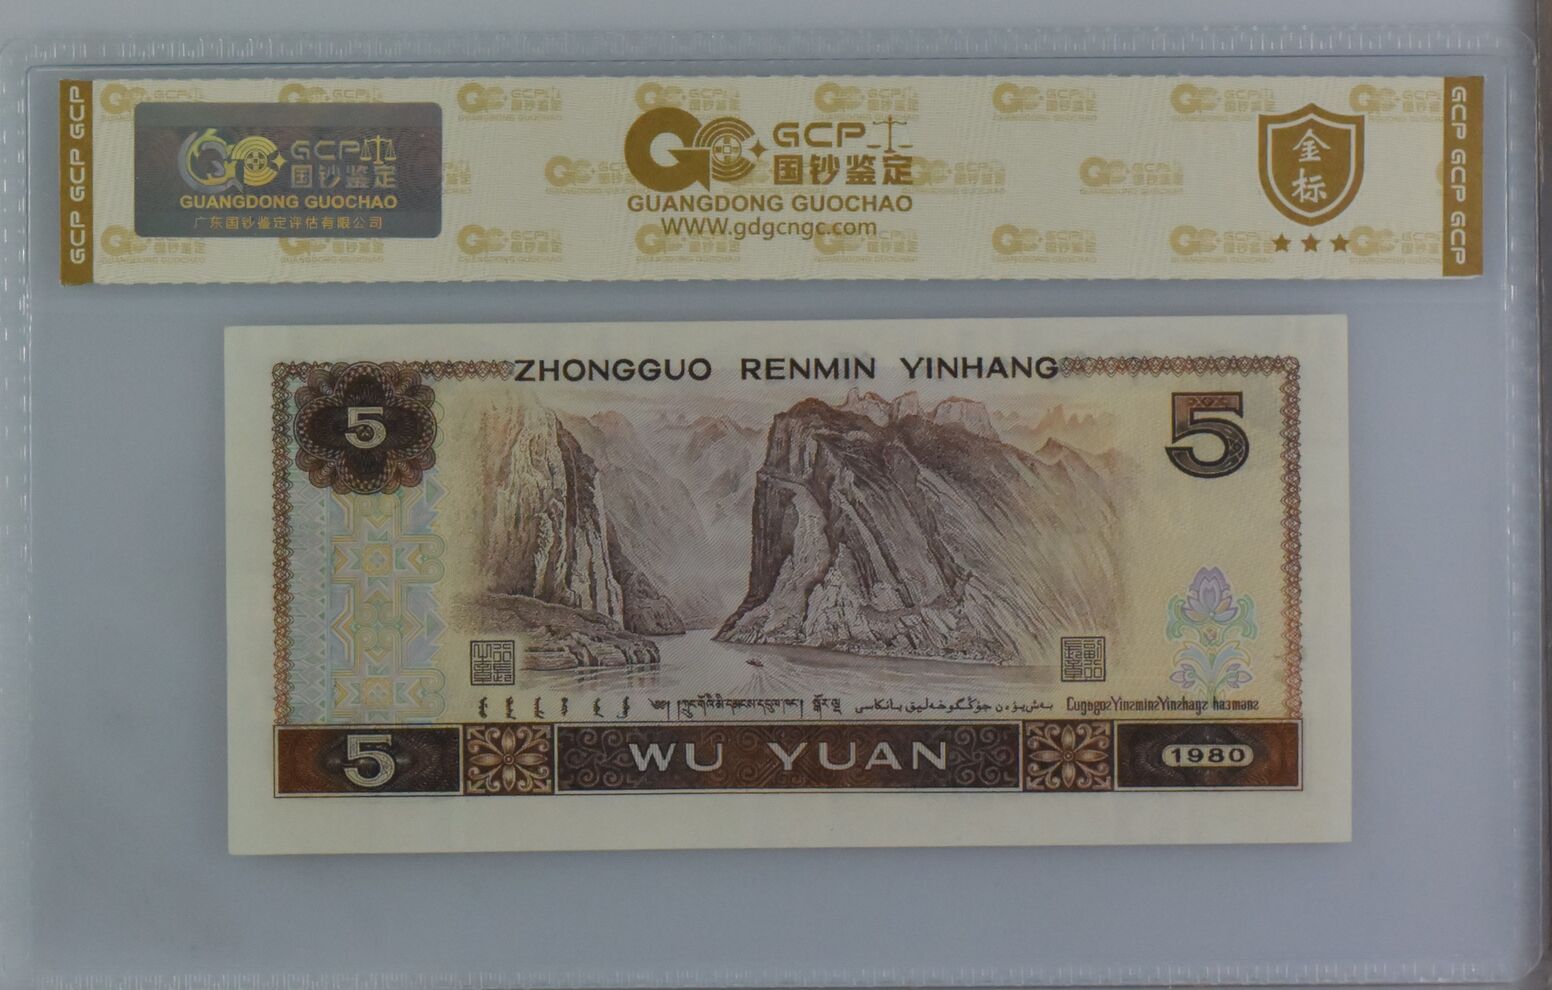 GCP GCP GCP
GCP
国钞鉴定
GUANGDONG GUOCHAO
广东国钞鉴定评估有限公司
GCP
国钞鉴定
GUANGDONG GUOCHAO
WWW.gdgcngc.com
金标
GCP GCP GCP
ZHONGGUO RENMIN YINHANG
5
5
5 WU YUAN 1980